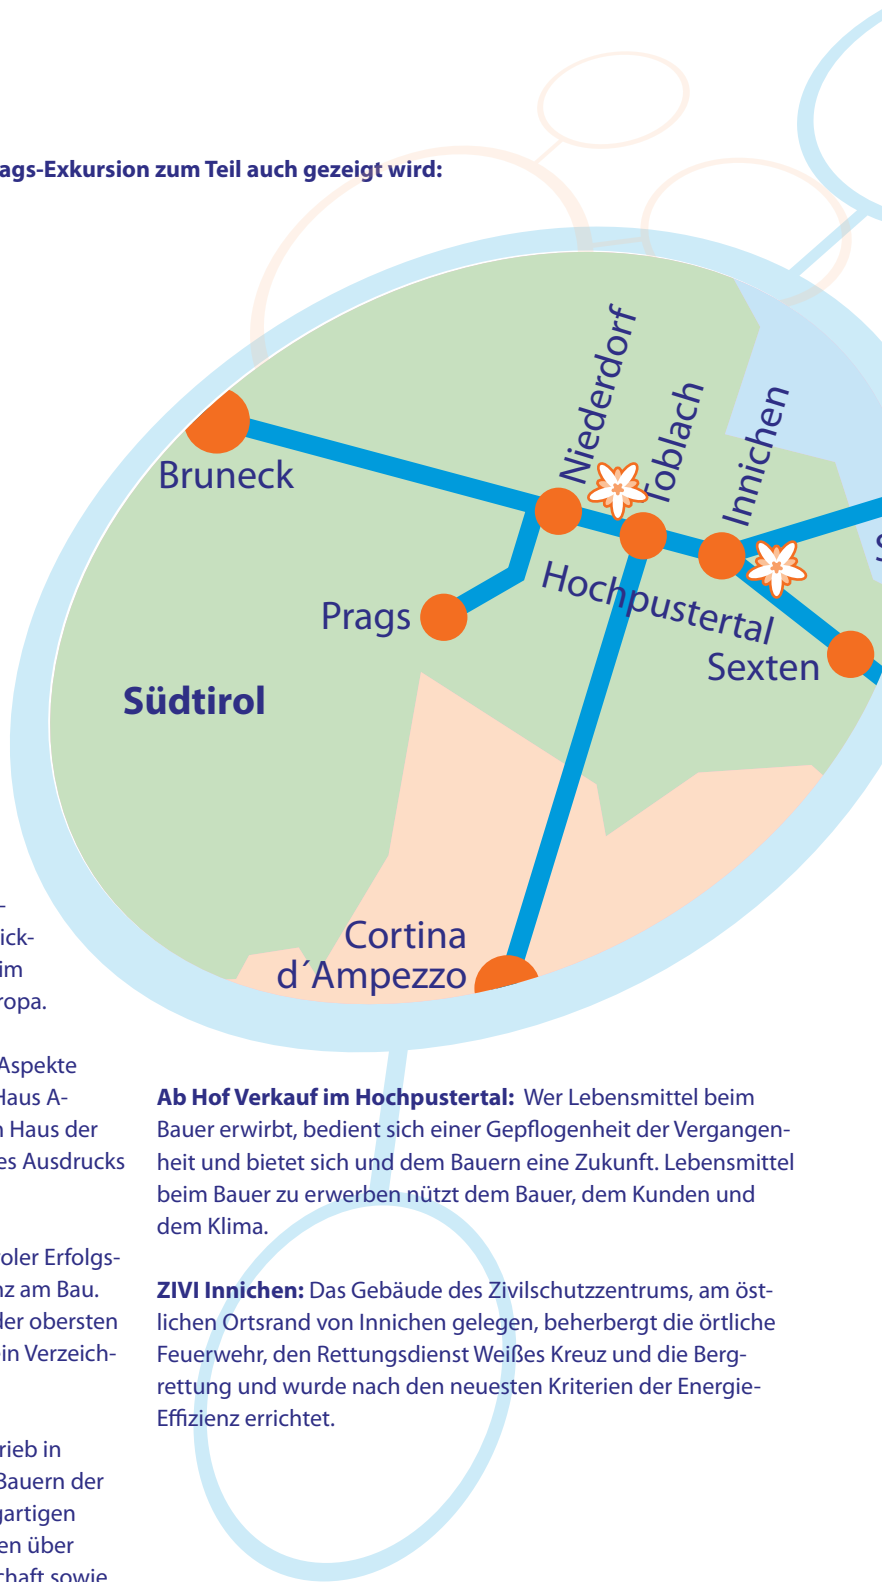 ags-Exkursion zum Teil auch gezeigt wird:
Niederdorf
Toblach
Innichen
Bruneck
Hochpustertal
Prags
Sexten
Südtirol
Cortina
d´Ampezzo
-
ick-
im
ropa.
Aspekte
Haus A-
n Haus der
es Ausdrucks
oler Erfolgs-
nz am Bau.
der obersten
in Verzeich-
rieb in
Bauern der
gartigen
en über
chaft sowie
Ab Hof Verkauf im Hochpustertal: Wer Lebensmittel beim
Bauer erwirbt, bedient sich einer Gepflogenheit der Vergangen-
heit und bietet sich und dem Bauern eine Zukunft. Lebensmittel
beim Bauer zu erwerben nützt dem Bauer, dem Kunden und
dem Klima.
ZIVI Innichen: Das Gebäude des Zivilschutzzentrums, am öst-
lichen Ortsrand von Innichen gelegen, beherbergt die örtliche
Feuerwehr, den Rettungsdienst Weißes Kreuz und die Berg-
rettung und wurde nach den neuesten Kriterien der Energie-
Effizienz errichtet.